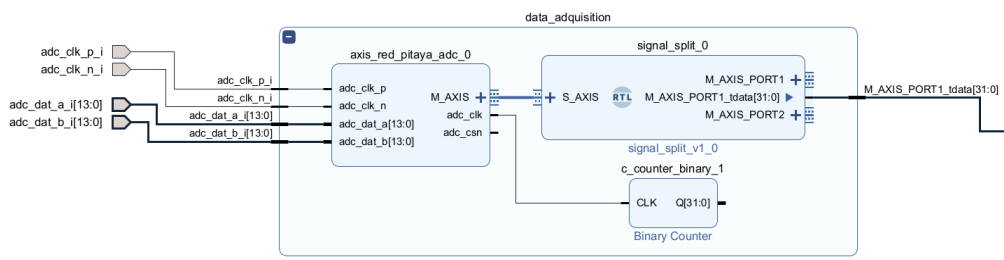 data_adquisition
adc_clk_p_i
adc_clk_n_i
adc_dat_a_i[13:0]
adc_dat_b_i[13:0]
adc_clk_p_i
adc_clk_n_i
adc_dat_a_i[13:0]
adc_dat_b_i[13:0]
axis_red_pitaya_adc_0
adc_clk_p
adc_clk_n
adc_dat_a[13:0]
adc_dat_b[13:0]
M_AXIS
adc_clk
adc_csn
signal_split_0
S_AXIS
RTL
M_AXIS_PORT1
M_AXIS_PORT1_tdata[31:0]
M_AXIS_PORT2
signal_split_v1_0
M_AXIS_PORT1_tdata[31:0]
c_counter_binary_1
CLK
Q[31:0]
Binary Counter